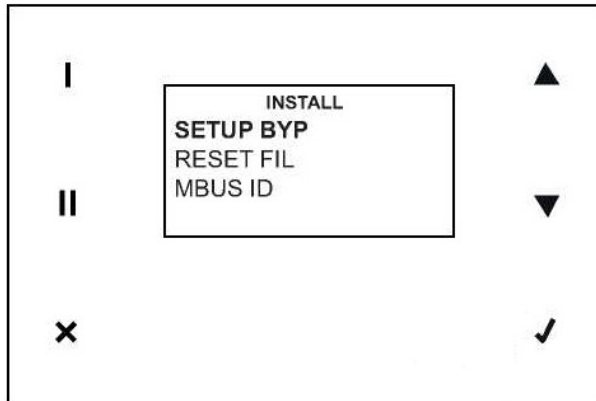 I
INSTALL
SETUP BYP
RESET FIL
MBUS ID
II